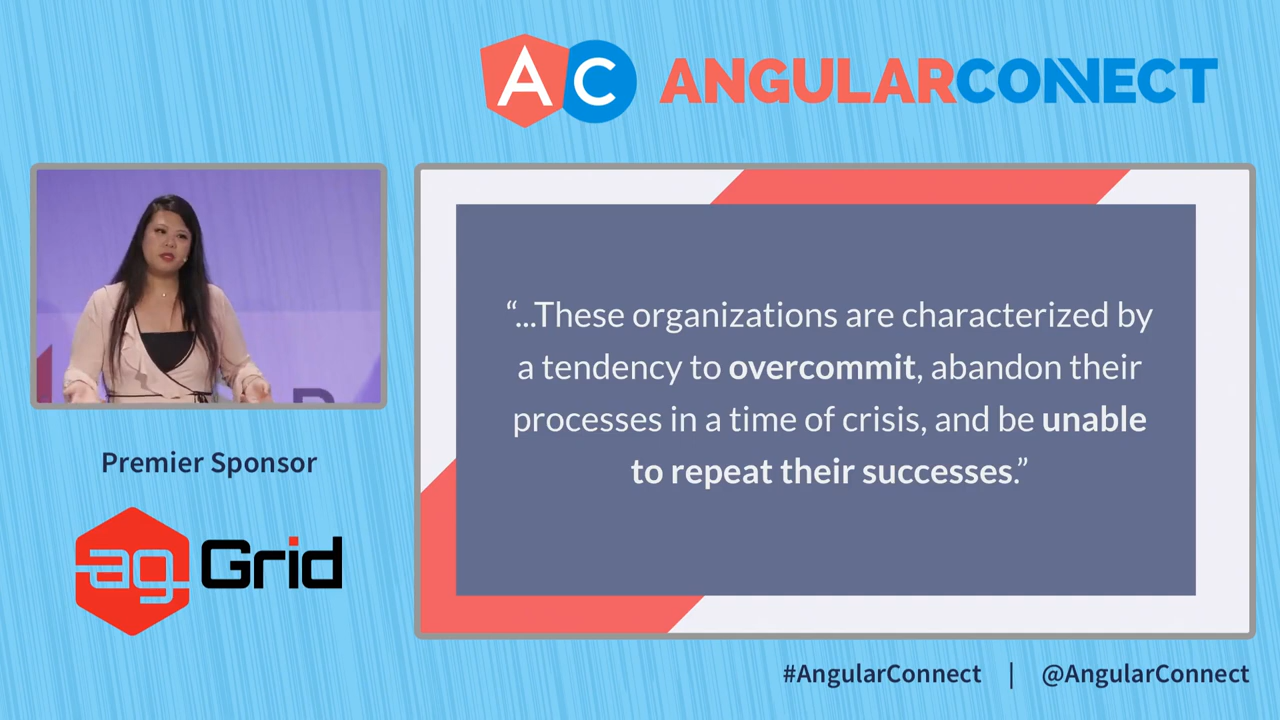 AC ANGULARCONNECT
“...These organizations are characterized by
a tendency to overcommit, abandon their
processes in a time of crisis, and be unable
to repeat their successes.”
Premier Sponsor
ag Grid
#AngularConnect | @AngularConnect